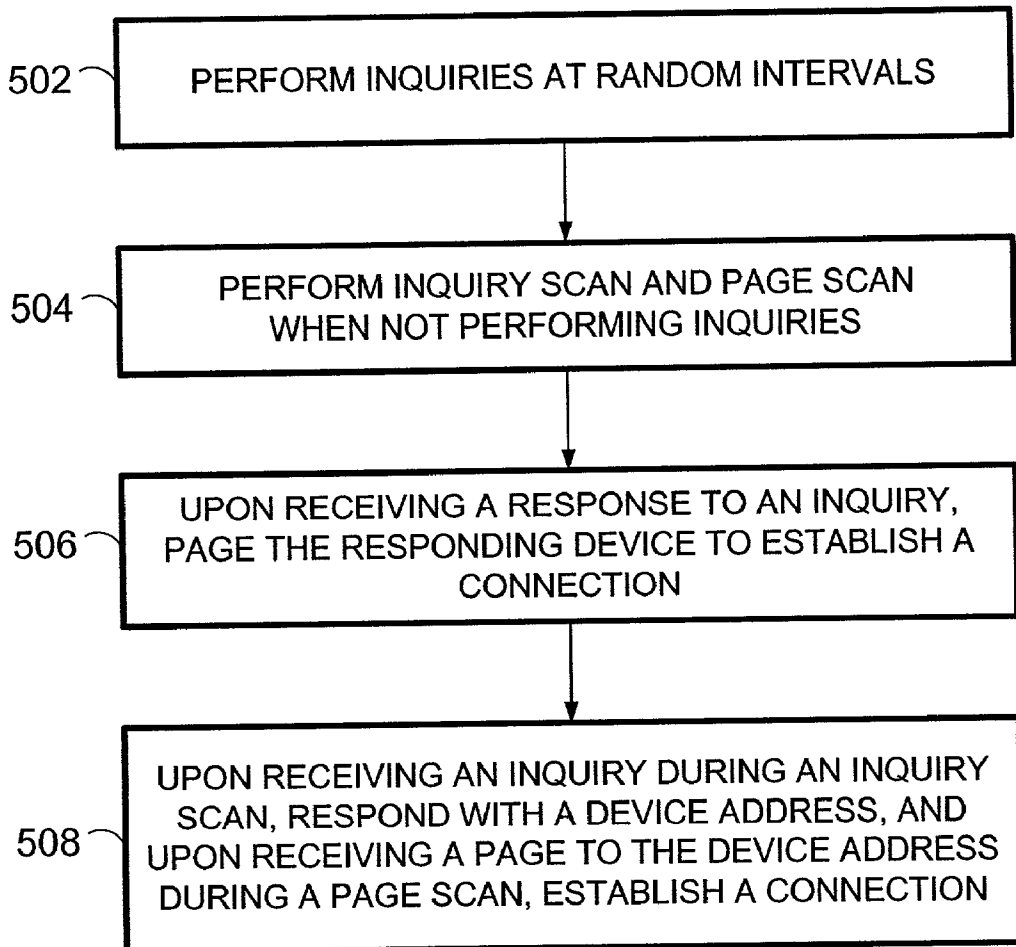 502
PERFORM INQUIRIES AT RANDOM INTERVALS
504
PERFORM INQUIRY SCAN AND PAGE SCAN
WHEN NOT PERFORMING INQUIRIES
506
UPON RECEIVING A RESPONSE TO AN INQUIRY,
PAGE THE RESPONDING DEVICE TO ESTABLISH A
CONNECTION
508
UPON RECEIVING AN INQUIRY DURING AN INQUIRY
SCAN, RESPOND WITH A DEVICE ADDRESS, AND
UPON RECEIVING A PAGE TO THE DEVICE ADDRESS
DURING A PAGE SCAN, ESTABLISH A CONNECTION